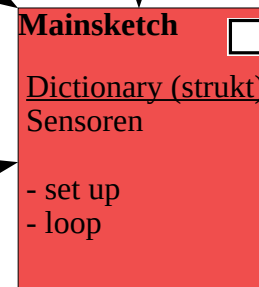 Mainsketch
Dictionary (strukt)
Sensoren
- set up
- loop